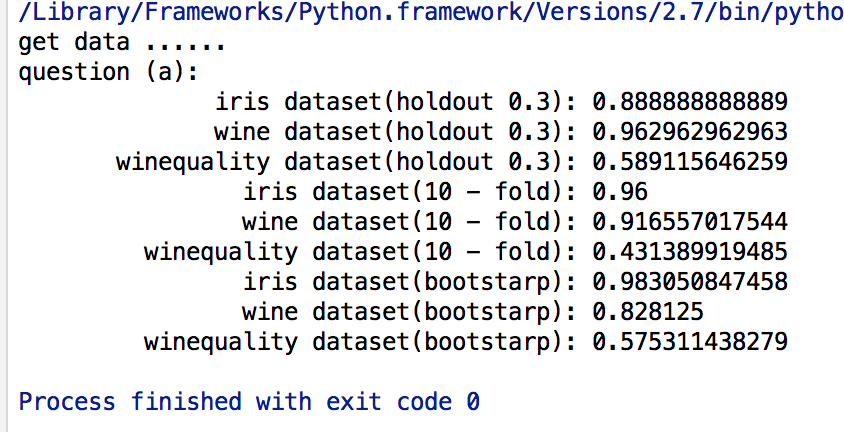 /Library/Frameworks/Python.framework/Versions/2.7/bin/pytho
get data ......
question (a):
iris dataset(holdout 0.3): 0.888888888889
wine dataset(holdout 0.3): 0.962962962963
winequality dataset(holdout 0.3): 0.589115646259
iris dataset(10 - fold): 0.96
wine dataset(10 - fold): 0.916557017544
winequality dataset(10 - fold): 0.431389919485
iris dataset(bootstarp): 0.983050847458
wine dataset(bootstarp): 0.828125
winequality dataset(bootstarp): 0.575311438279
Process finished with exit code 0